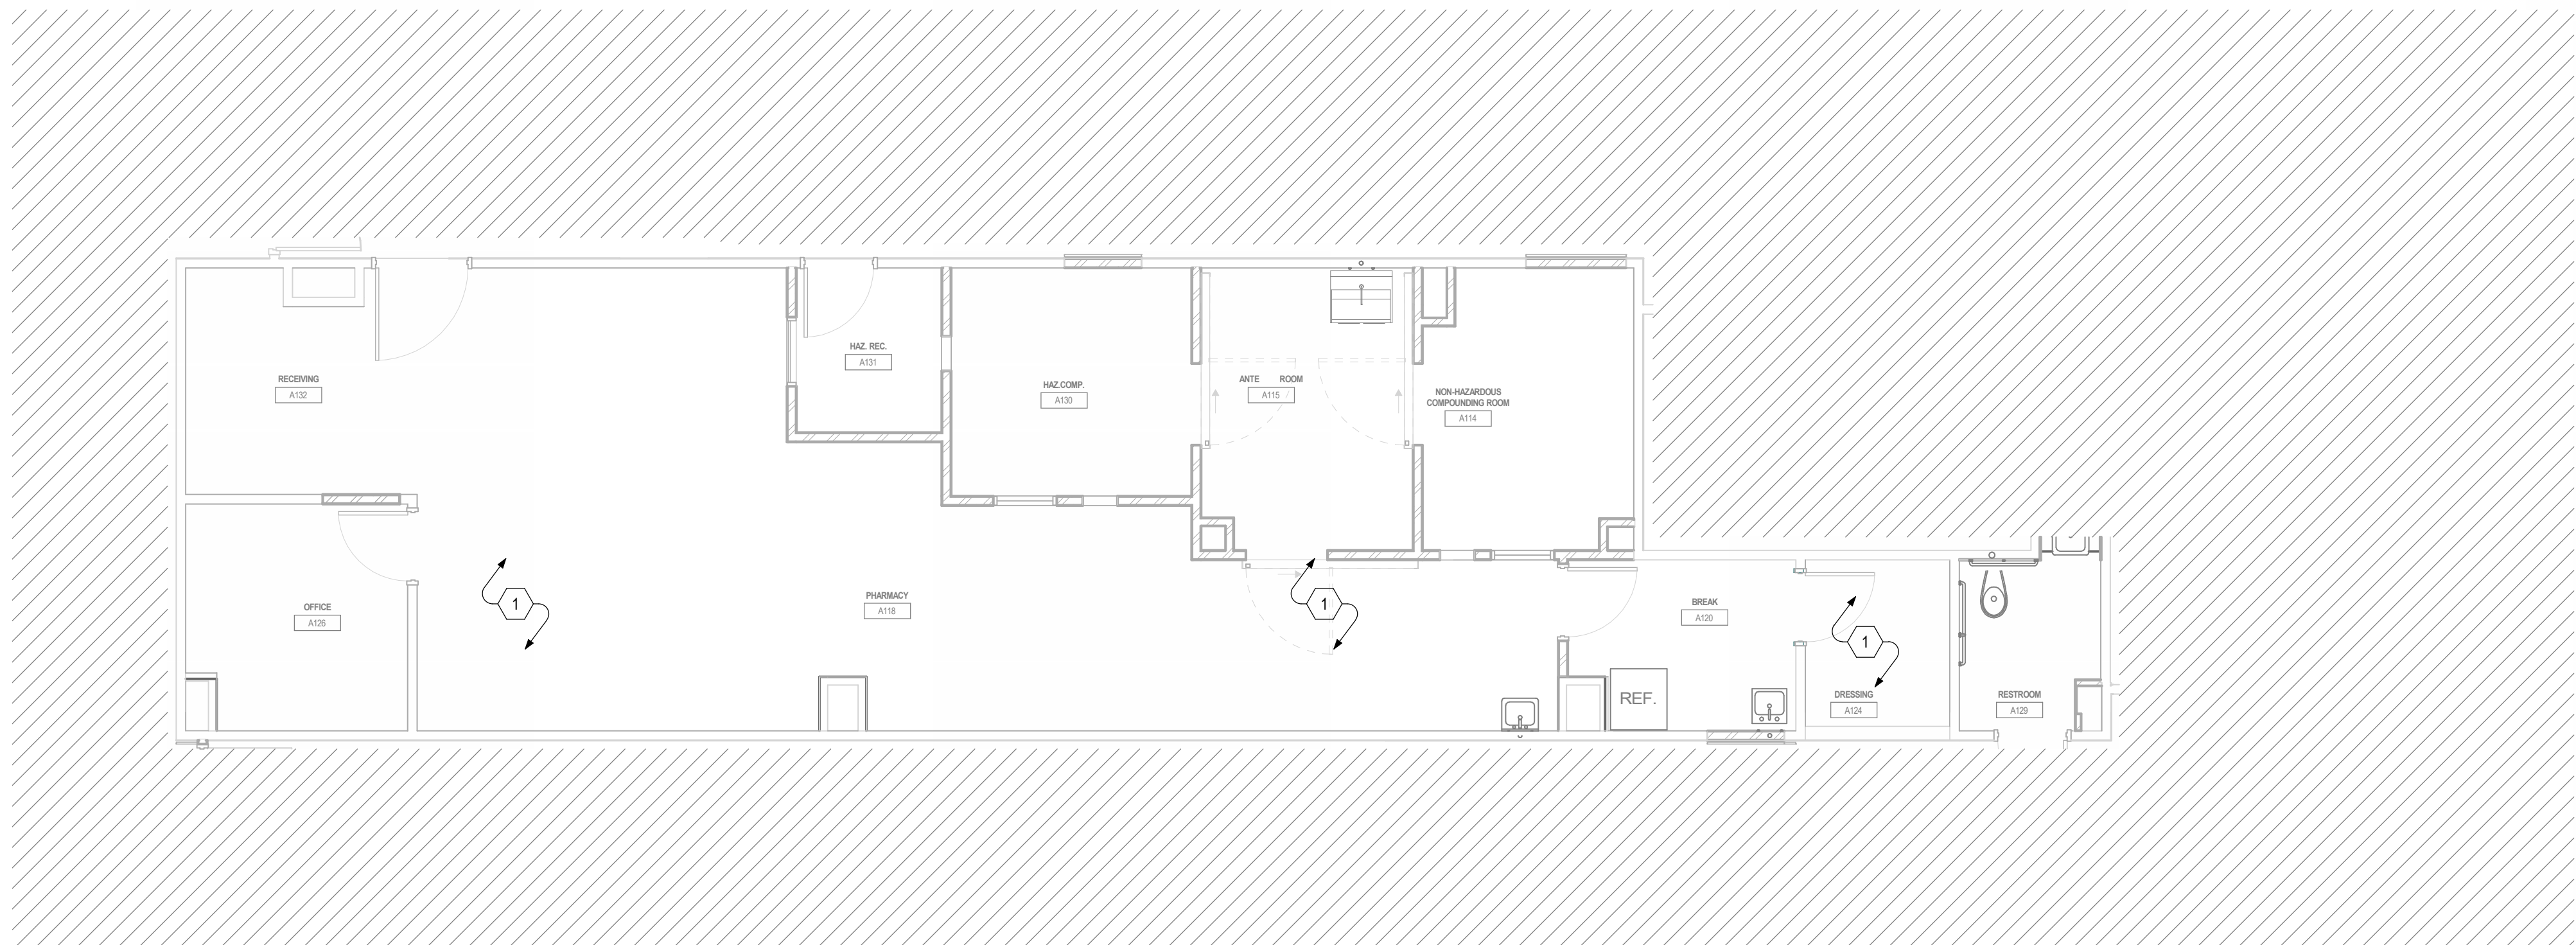 RECEIVING
A132
HAZ. REC.
A131
HAZ.COMP.
A130
ANTE ROOM
A115
NON-HAZARDOUS
COMPOUNDING ROOM
A114
OFFICE
A126
1
PHARMACY
A118
1
BREAK
A120
1
REF.
DRESSING
A124
RESTROOM
A129